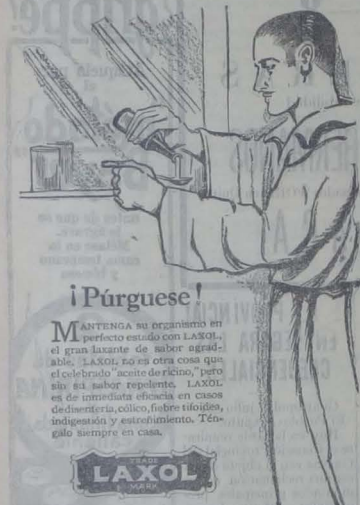 ¡Púrguese!
MANTENGA su organismo en
perfecto estado con LAXOL,
el gran laxante de sabor agrad-
able. LAXOL no es otra cosa que
el celebrado "aceite de ricino," pero
sin su sabor repelente. LAXOL
es de inmediata eficacia en casos
de disentería, cólico, fiebre tifoidea,
indigestión y estreñimiento. Tén-
galo siempre en casa.
TRADE
LAXOL
MARK